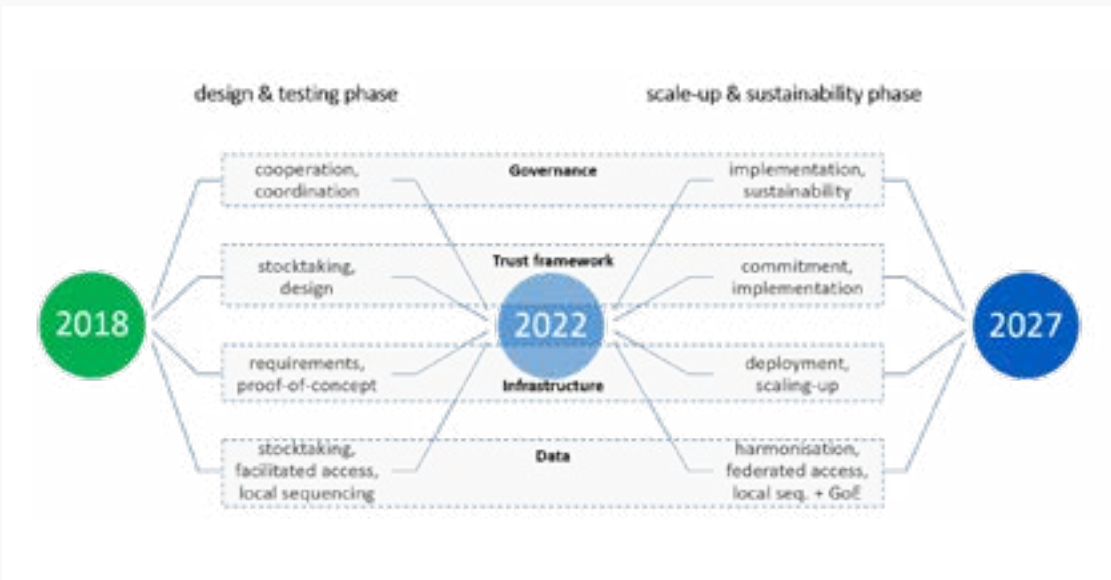 design & testing phase
scale-up & sustainability phase
cooperation,
coordination
Governance
implementation,
sustainability
stocktaking,
design
Trust framework
commitment,
implementation
2018
2022
2027
requirements,
proof-of-concept
Infrastructure
deployment,
scaling-up
stocktaking,
facilitated access,
local sequencing
Data
harmonisation,
federated access,
local seq. + GoE